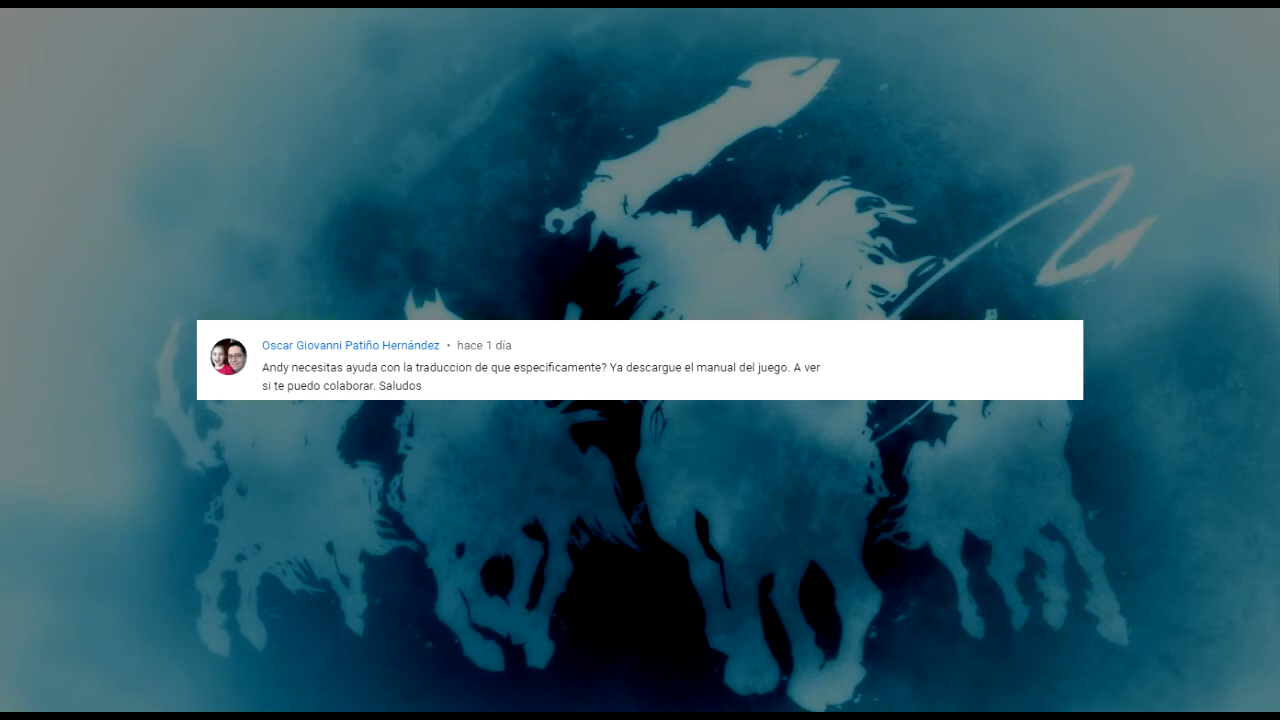 Oscar Giovanni Patiño Hernández • hace 1 día
Andy necesitas ayuda con la traduccion de que especificamente? Ya descargue el manual del juego. A ver
si te puedo colaborar. Saludos